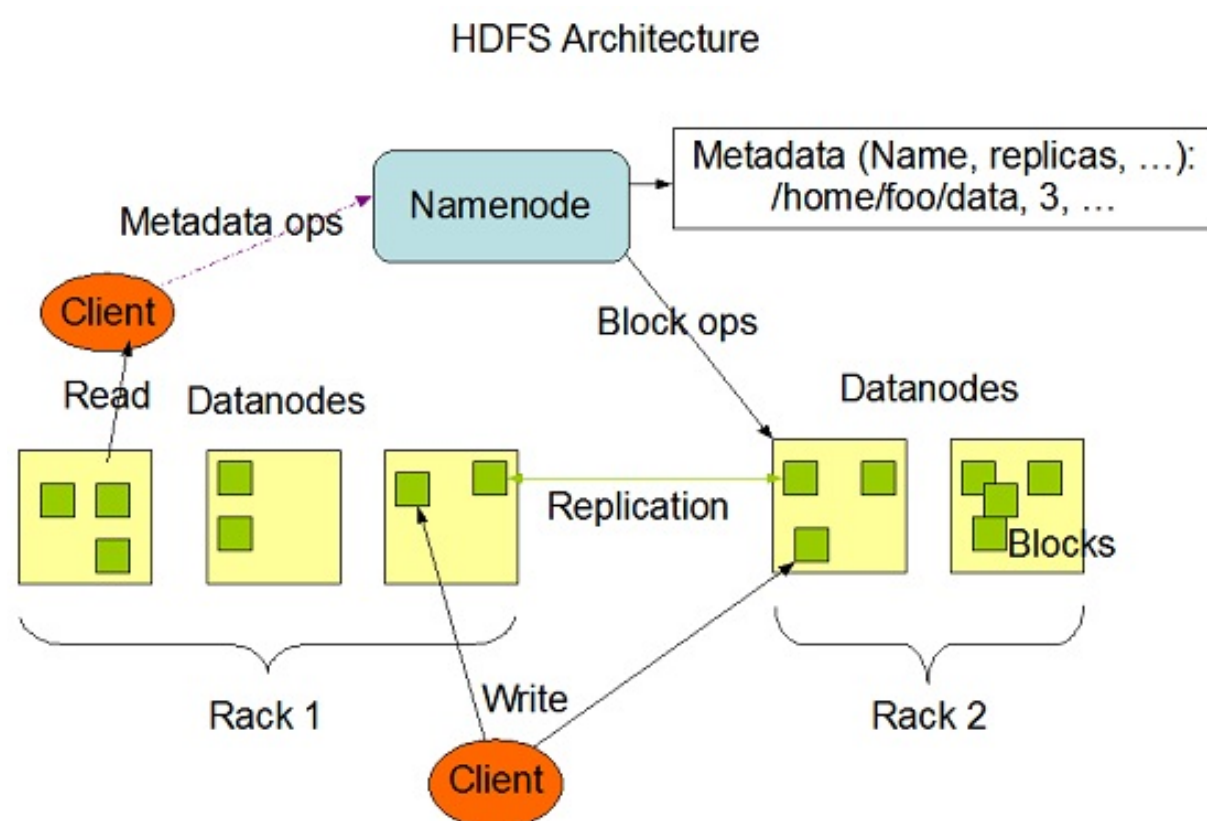 HDFS Architecture
Metadata (Name, replicas, ...):
/home/foo/data, 3, ...
Namenode
Metadata ops
Client
Block ops
Read
Datanodes
Datanodes
Replication
Blocks
Rack 1
Write
Rack 2
Client